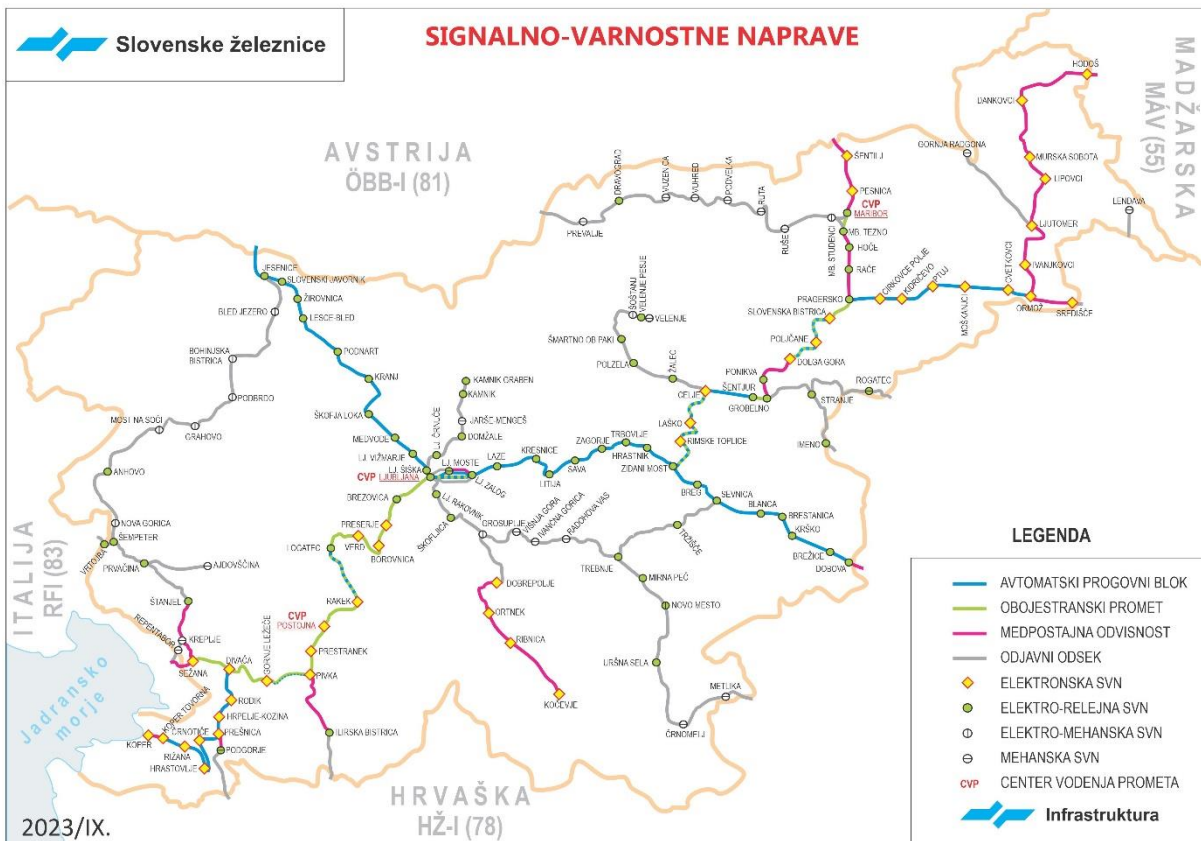 Slovenske železnice
SIGNALNO-VARNOSTNE NAPRAVE
AVSTRIJA
ÖBB-I (81)
MADŽARSKA
MÁV (55)
ITALIJA
RFI (83)
HRVAŠKA
HŽ-I (78)
Jadransko
morje
HODOŠ
DANKOVCI
GORNJA RADGONA
MURSKA SOBOTA
LIPOVCI
LENDAVA
LJUTOMER
IVANJKOVCI
CVETKOVCI
ORMOŽ
SREDIŠČE
MOŠKANJCI
PTUJ
KIDRIČEVO
CIRKOVCE POLJE
PRAGERSKO
ŠENTILJ
PESNICA
CVP
MARIBOR
MB. TEZNO
HOČE
RAČE
MB. STUDENCI
RUŠE
RUTA
PODVELKA
VUHRED
VUZENICA
DRAVOGRAD
PREVALJE
SLOVENSKA BISTRICA
POLJČANE
DOLGA GORA
PONIKVA
ŠENTJUR
GROBELNO
ROGATEC
STRANJE
IMENO
CELJE
LAŠKO
RIMSKE TOPLICE
ZIDANI MOST
ŠOŠTANJ
VELENJE PESJE
VELENJE
ŠMARTNO OB PAKI
POLZELA
ŽALEC
JESENICE
SLOVENSKI JAVORNIK
ŽIROVNICA
LESCE-BLED
BLED JEZERO
BOHINJSKA
BISTRICA
PODBRDO
GRAHOVO
MOST NA SOČI
ANHOVO
NOVA GORICA
ŠEMPETER
VRTOJBA
PRVAČINA
AJDOVŠČINA
ŠTANJEL
KREPLJE
REPENTABOR
SEŽANA
PODNART
KRANJ
ŠKOFJA LOKA
MEDVODE
LJ. VIŽMARJE
LJ. ŠIŠKA
CVP LJUBLJANA
KAMNIK GRABEN
KAMNIK
JARŠE-MENGEŠ
DOMŽALE
LJ. ČRNUČE
LJ. MOSTE
LJ. ZALOG
LAZE
KRESNICE
LITIJA
SAVA
ZAGORJE
TRBOVLJE
HRASTNIK
BREG
SEVNICA
BLANCA
BRESTANICA
KRŠKO
BREŽICE
DOBOVA
BREZOVICA
PRESERJE
BOROVNICA
VERD
LOGATEC
RAKEK
CVP
POSTOJNA
PRESTRANEK
PIVKA
GORNJE LEŽEČE
DIVAČA
RODIK
HRPELJE-KOZINA
PREŠNICA
PODGORJE
ČRNOTIČE
KOPER TOVORNA
KOPER
RIŽANA
HRASTOVLJE
ILIRSKA BISTRICA
LJ. RAKOVNIK
ŠKOFLJICA
GROSUPLJE
VIŠNJA GORA
IVANČNA GORICA
RADOHOVA VAS
TREBNJE
TRŽIŠČE
MIRNA PEČ
NOVO MESTO
URŠNA SELA
ČRNOMELJ
METLIKA
DOBREPOLJE
ORTNEK
RIBNICA
KOČEVJE
LEGENDA
AVTOMATSKI PROGOVNI BLOK
OBOJESTRANSKI PROMET
MEDPOSTAJNA ODVISNOST
ODJAVNI ODSEK
ELEKTRONSKA SVN
ELEKTRO-RELEJNA SVN
ELEKTRO-MEHANSKA SVN
MEHANSKA SVN
CVP CENTER VODENJA PROMETA
Infrastruktura
2023/IX.